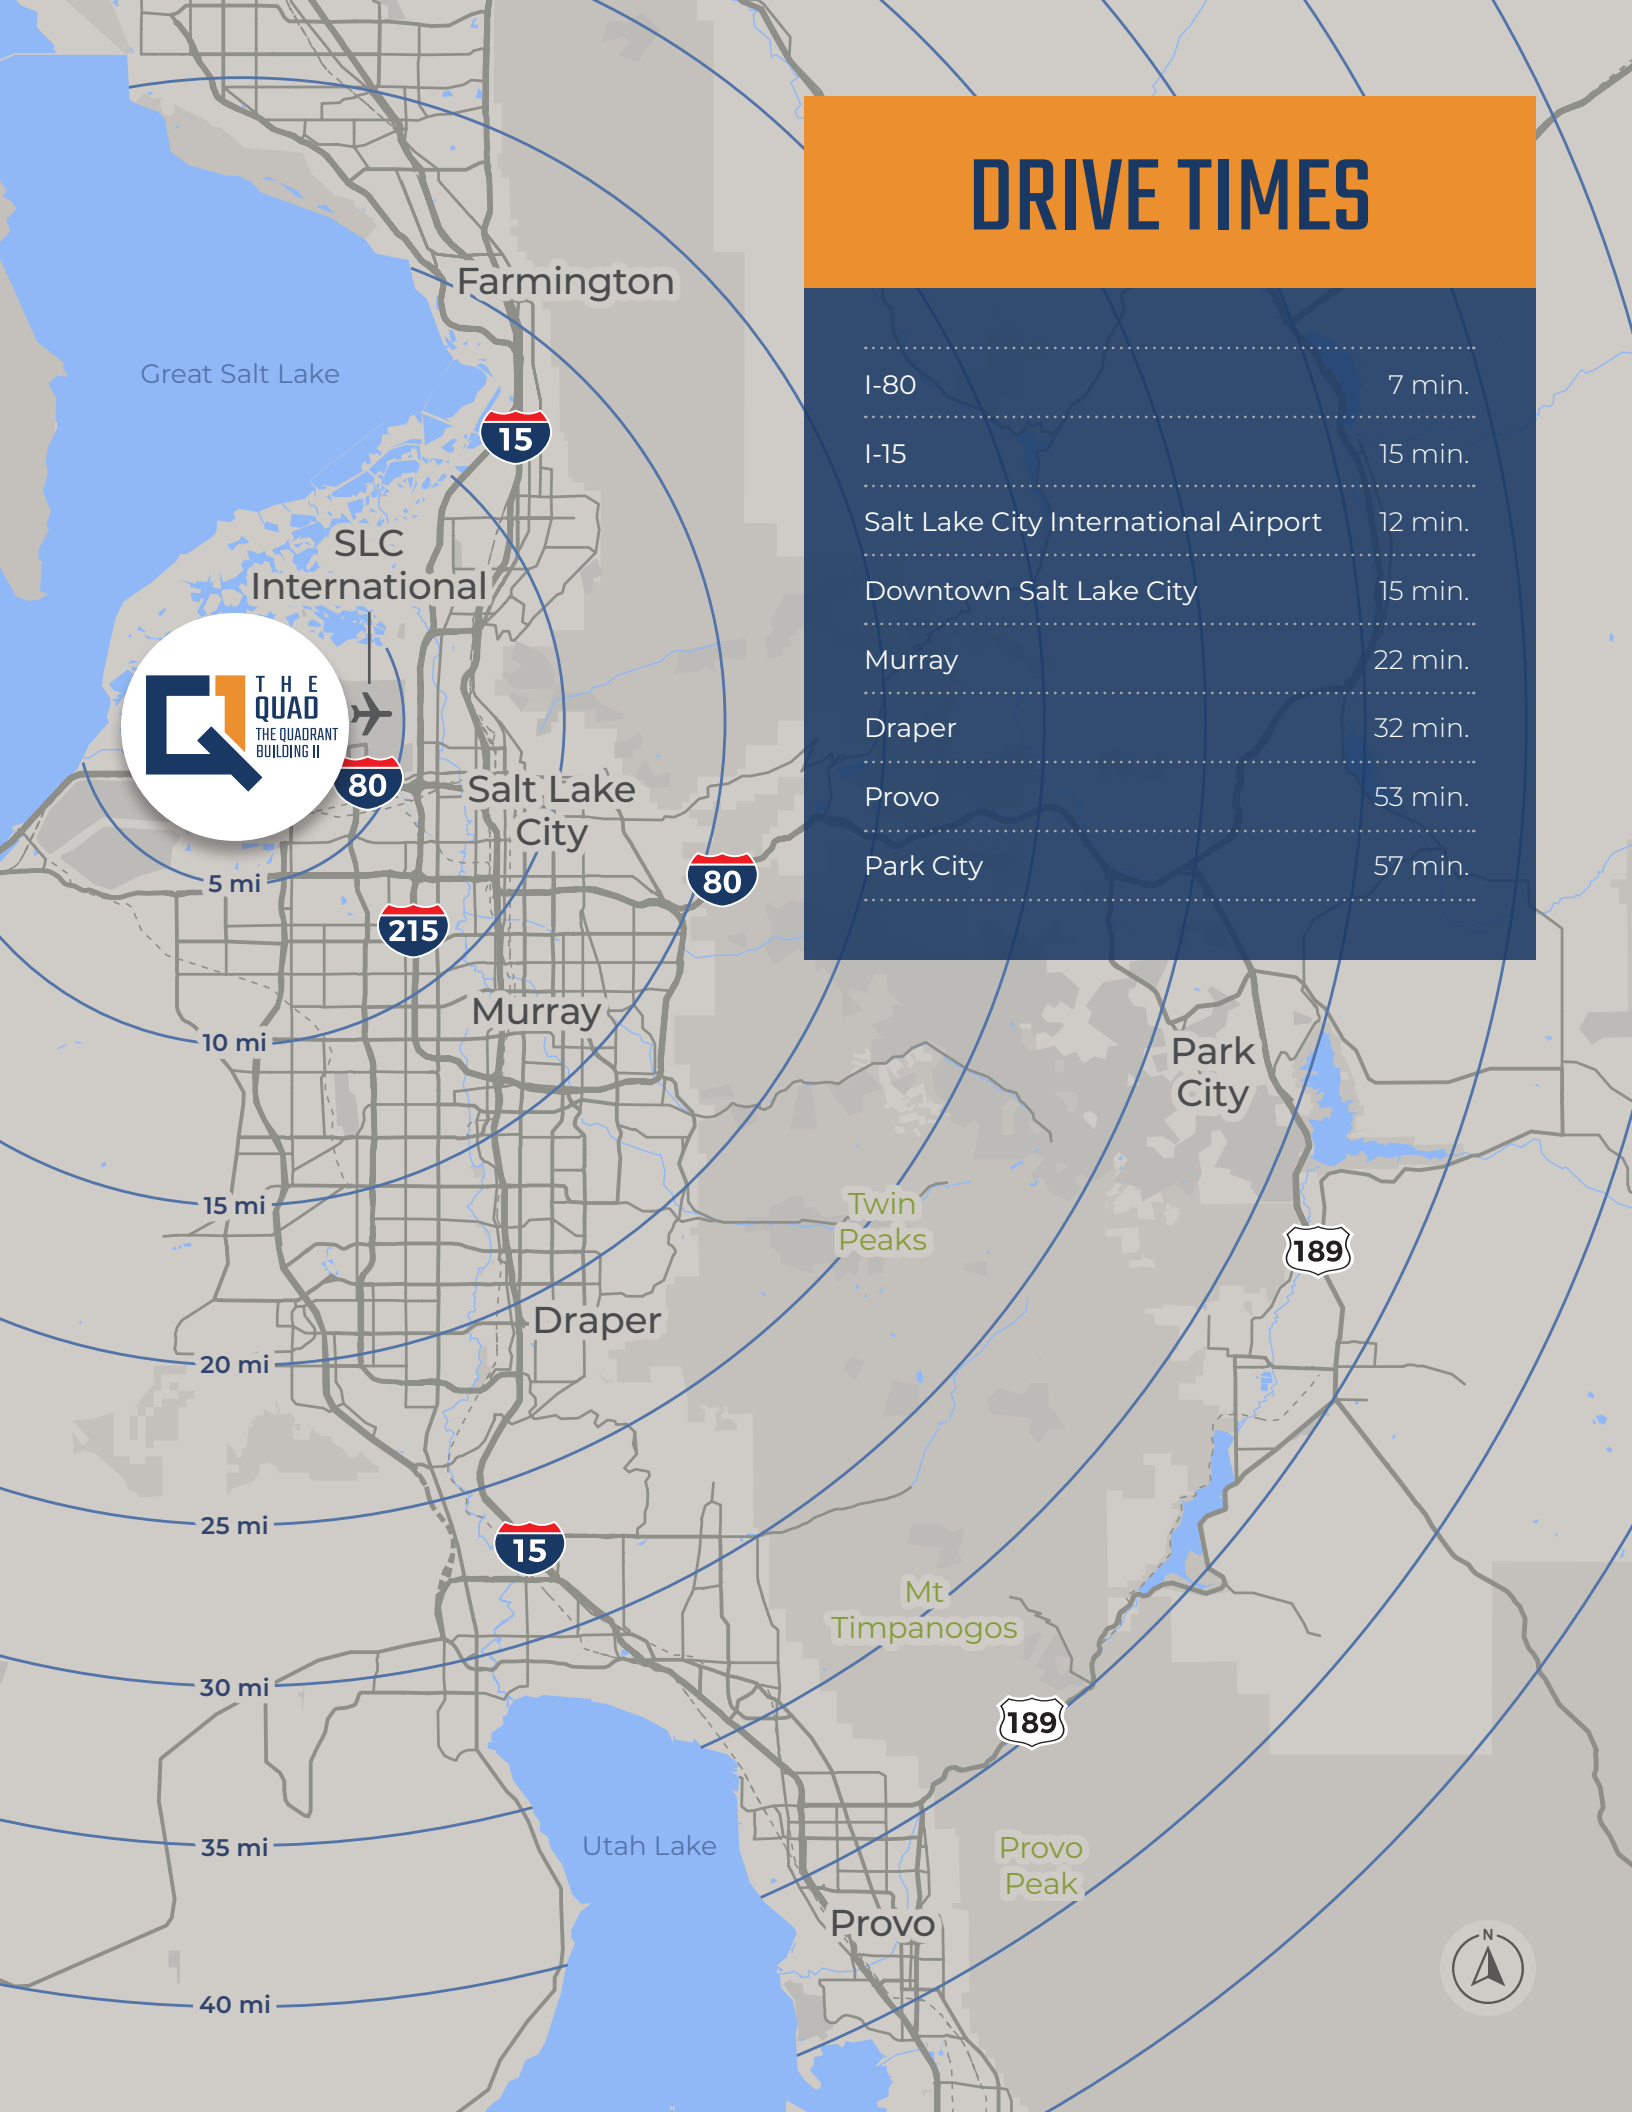 DRIVE TIMES
I-80 7 min.
I-15 15 min.
Salt Lake City International Airport 12 min.
Downtown Salt Lake City 15 min.
Murray 22 min.
Draper 32 min.
Provo 53 min.
Park City 57 min.
Farmington
Great Salt Lake
15
SLC
International
THE
QUAD
THE QUADRANT
BUILDING II
80
Salt Lake
City
80
5 mi
215
Murray
10 mi
Park
City
15 mi
Twin
Peaks
189
Draper
20 mi
25 mi
15
Mt
Timpanogos
30 mi
189
35 mi
Utah Lake
Provo
Peak
Provo
N
40 mi